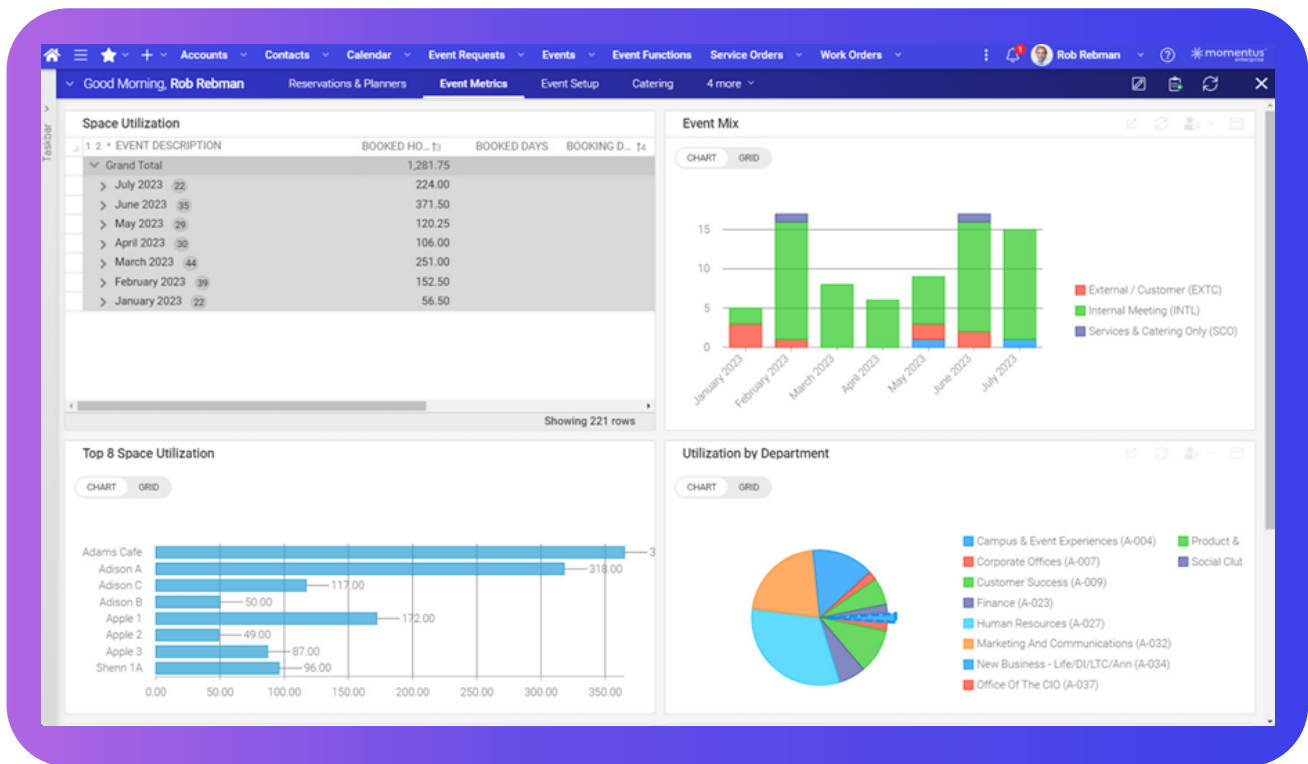 Accounts Contacts Calendar Event Requests Events Event Functions Service Orders Work Orders Rob Rebman momentus
enterprise
Good Morning, Rob Rebman Reservations & Planners Event Metrics Event Setup Catering 4 more
Taskbar
Space Utilization
1 2 * EVENT DESCRIPTION BOOKED HO... BOOKED DAYS BOOKING D...
Grand Total 1,281.75
July 2023 22 224.00
June 2023 35 371.50
May 2023 29 120.25
April 2023 30 106.00
March 2023 44 251.00
February 2023 39 152.50
January 2023 22 56.50
Showing 221 rows
Event Mix
CHART GRID
15
10
5
0
January 2023 February 2023 March 2023 April 2023 May 2023 June 2023 July 2023
External / Customer (EXTC)
Internal Meeting (INTL)
Services & Catering Only (SCO)
Top 8 Space Utilization
CHART GRID
Adams Cafe 3
Adison A 318.00
Adison C 117.00
Adison B 50.00
Apple 1 172.00
Apple 2 49.00
Apple 3 87.00
Shenn 1A 96.00
0.00 50.00 100.00 150.00 200.00 250.00 300.00 350.00
Utilization by Department
CHART GRID
Campus & Event Experiences (A-004) Product &
Corporate Offices (A-007) Social Clut
Customer Success (A-009)
Finance (A-023)
Human Resources (A-027)
Marketing And Communications (A-032)
New Business - Life/DI/LTC/Ann (A-034)
Office Of The CIO (A-037)